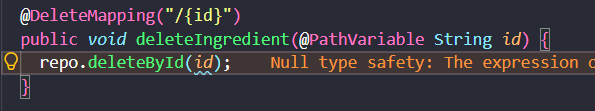 @DeleteMapping("/{id}")
public void deleteIngredient(@PathVariable String id) {
repo.deleteById(id); Null type safety: The expression
}